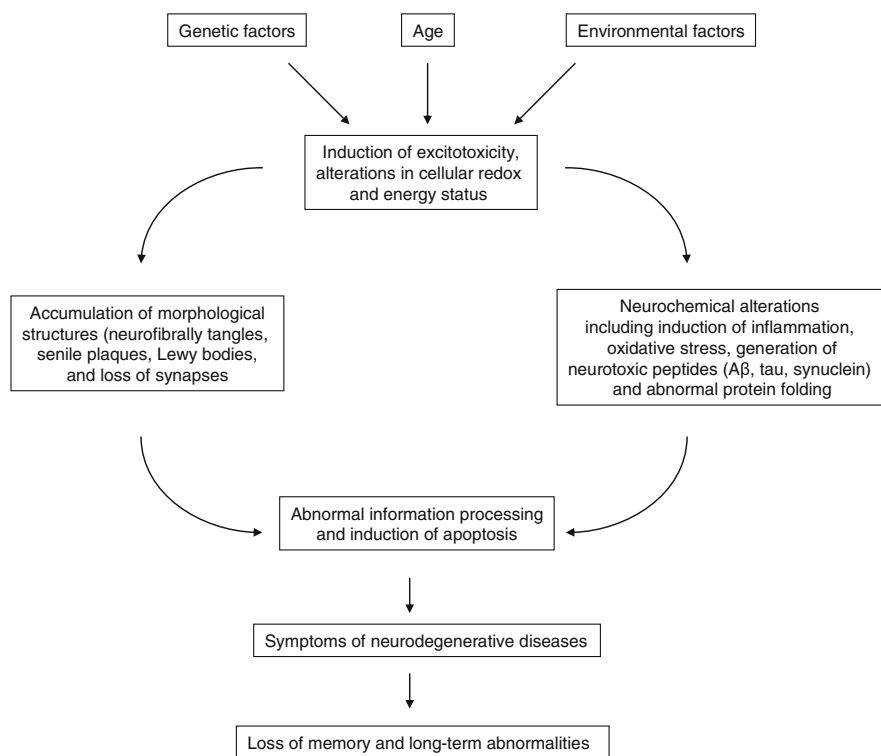 Genetic factors
Age
Environmental factors
Induction of excitotoxicity,
alterations in cellular redox
and energy status
Accumulation of morphological
structures (neurofibrally tangles,
senile plaques, Lewy bodies,
and loss of synapses
Neurochemical alterations
including induction of inflammation,
oxidative stress, generation of
neurotoxic peptides (Aβ, tau, synuclein)
and abnormal protein folding
Abnormal information processing
and induction of apoptosis
Symptoms of neurodegenerative diseases
Loss of memory and long-term abnormalities